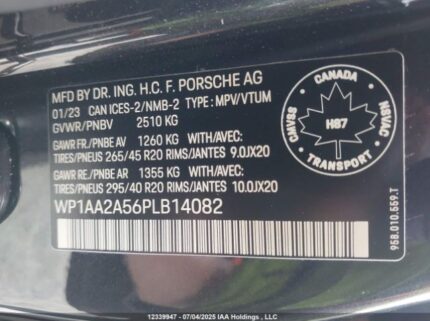 MFD BY DR. ING. H.C. F. PORSCHE AG
01/23 CAN ICES-2/NMB-2 TYPE : MPV/VTUM
GVWR/PNBV 2510 KG
GAWR FR./PNBE AV 1260 KG WITH/AVEC:
TIRES/PNEUS 265/45 R20 RIMS/JANTES 9.0JX20
GAWR RE./PNBE AR 1355 KG WITH/AVEC:
TIRES/PNEUS 295/40 R20 RIMS/JANTES 10.0JX20
WP1AA2A56PLB14082
CANADA
CMVSS
NSVAC
H87
TRANSPORT
95B.010.559.T
12339947 - 07/04/2025 IAA Holdings , LLC